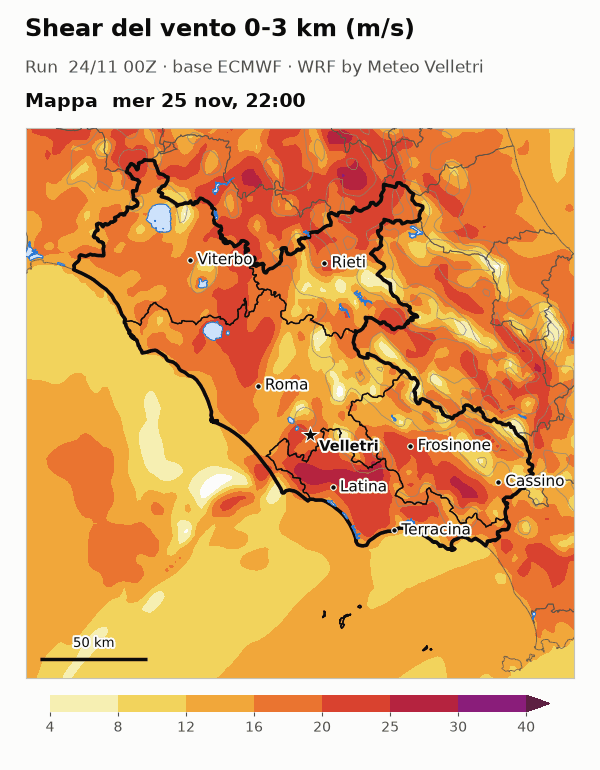 Shear del vento 0-3 km (m/s)
Run  24/11 00Z · base ECMWF · WRF by Meteo Velletri
Mappa  mer 25 nov, 22:00
Viterbo
Rieti
Roma
Velletri
Frosinone
Latina
Cassino
Terracina
50 km
4 8 12 16 20 25 30 40